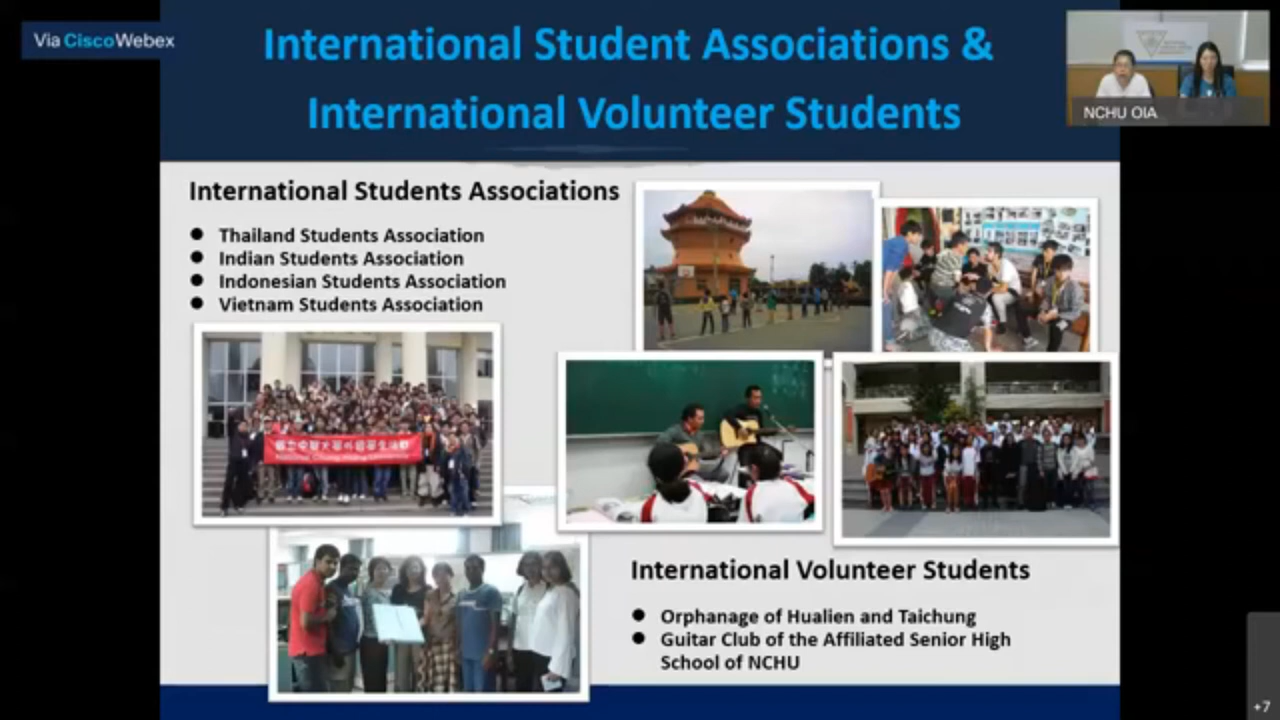 Via CiscoWebex
International Student Associations &
International Volunteer Students
NCHU OIA
International Students Associations
● Thailand Students Association
● Indian Students Association
● Indonesian Students Association
● Vietnam Students Association
International Volunteer Students
● Orphanage of Hualien and Taichung
● Guitar Club of the Affiliated Senior High
School of NCHU
+7